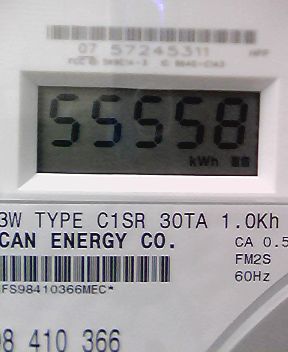 07 57245311
55558
kWh
3W TYPE C1SR 30TA 1.0Kh
CAN ENERGY CO.
CA 0.5
FM2S
60Hz
FS98410366MEC*
98 410 366